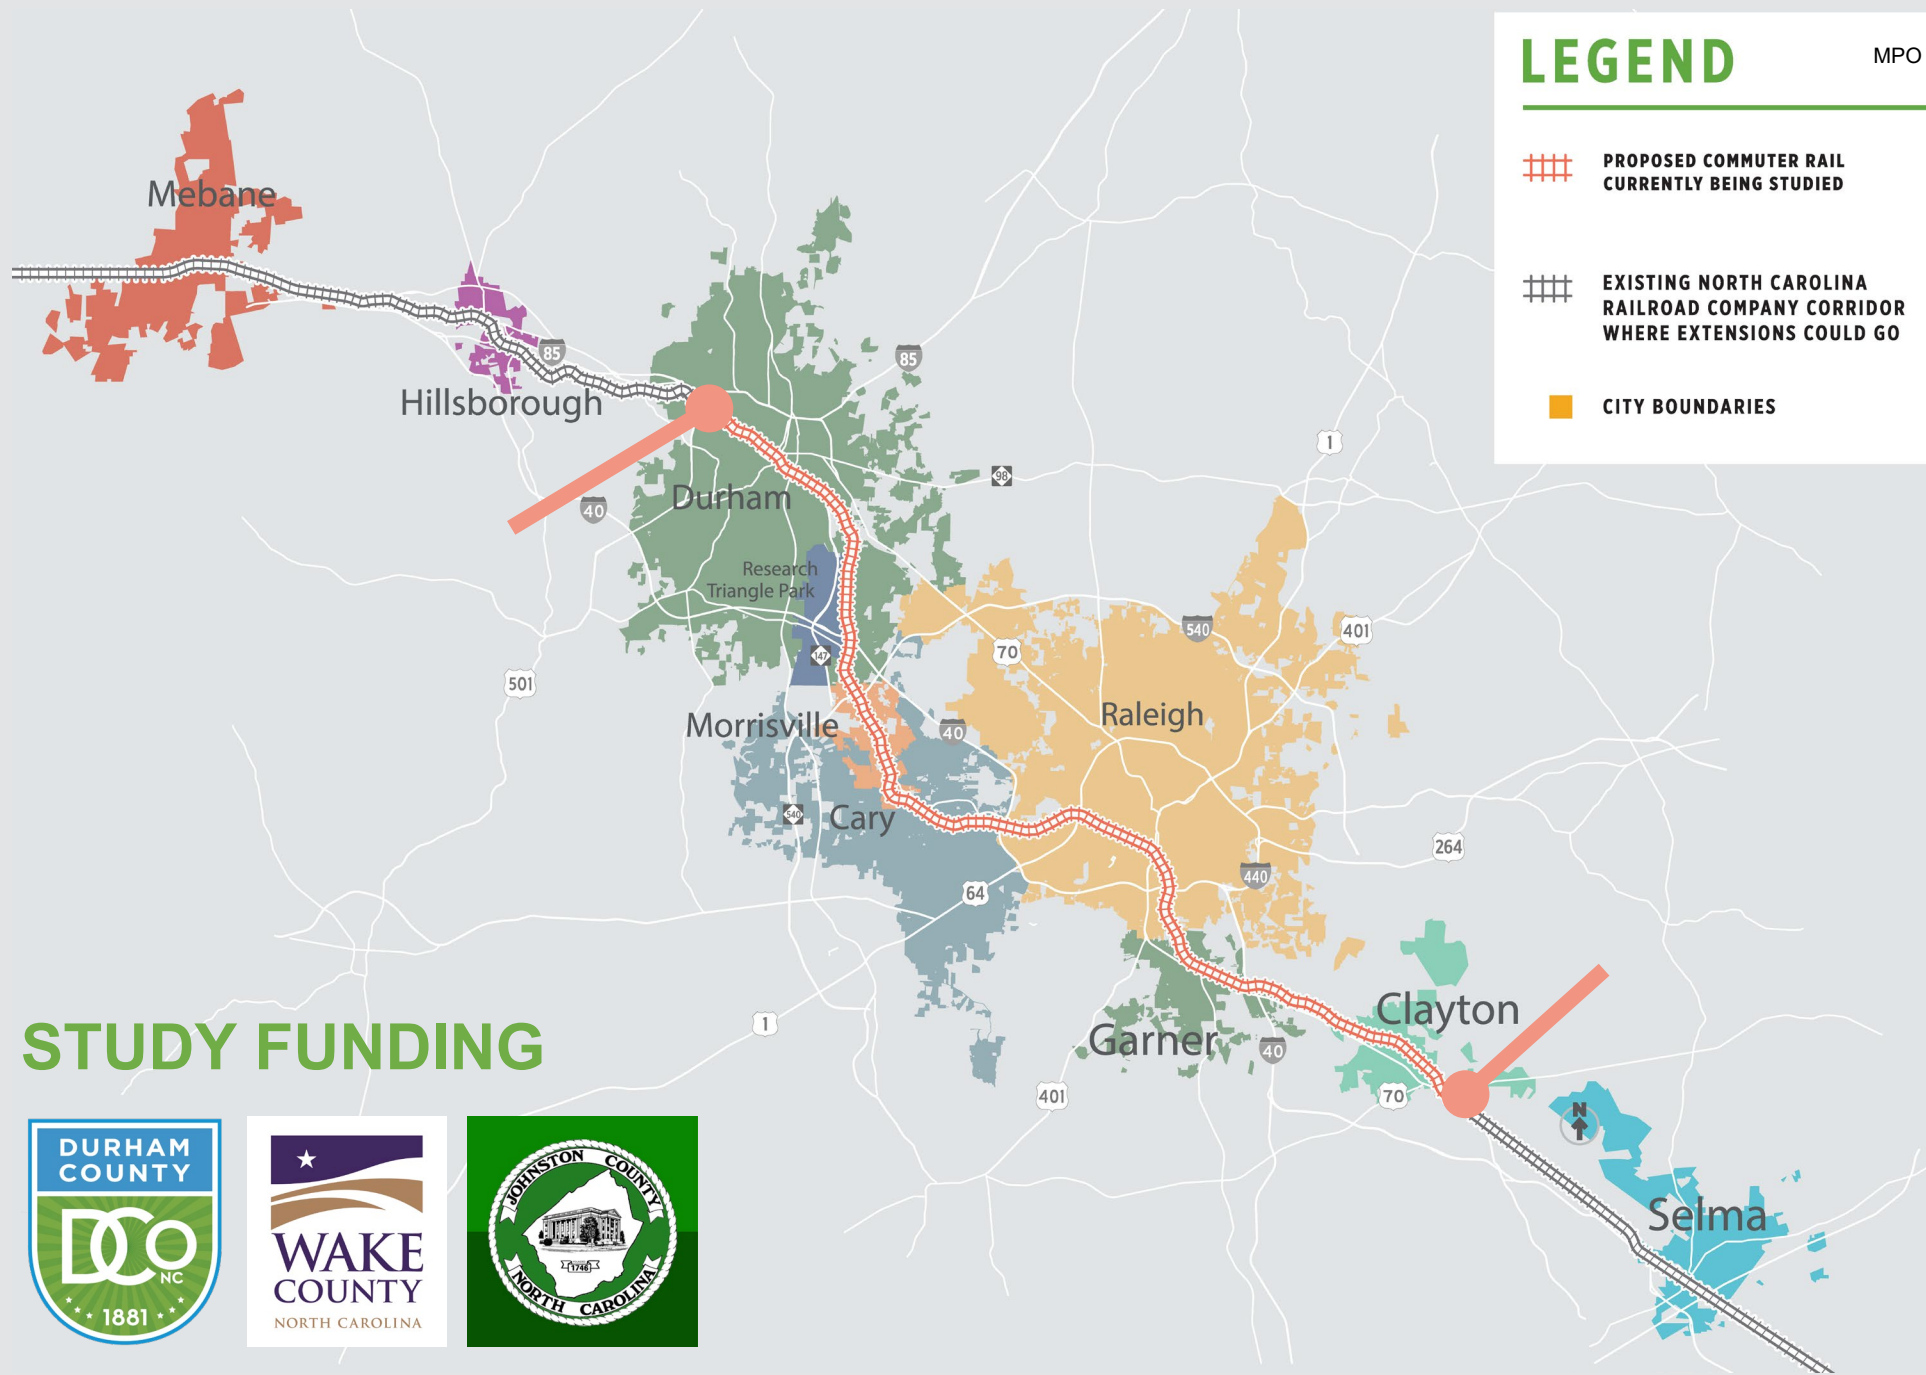 LEGEND
MPO
PROPOSED COMMUTER RAIL
CURRENTLY BEING STUDIED
EXISTING NORTH CAROLINA
RAILROAD COMPANY CORRIDOR
WHERE EXTENSIONS COULD GO
CITY BOUNDARIES
Mebane
Hillsborough
85
85
1
98
40
Durham
Research
Triangle Park
147
540
401
70
501
Morrisville
40
Raleigh
540
Cary
264
440
64
Clayton
1
Garner
40
401
70
N
Selma
STUDY FUNDING
DURHAM
COUNTY
DCO
NC
1881
WAKE
COUNTY
NORTH CAROLINA
JOHNSTON COUNTY
1746
NORTH CAROLINA